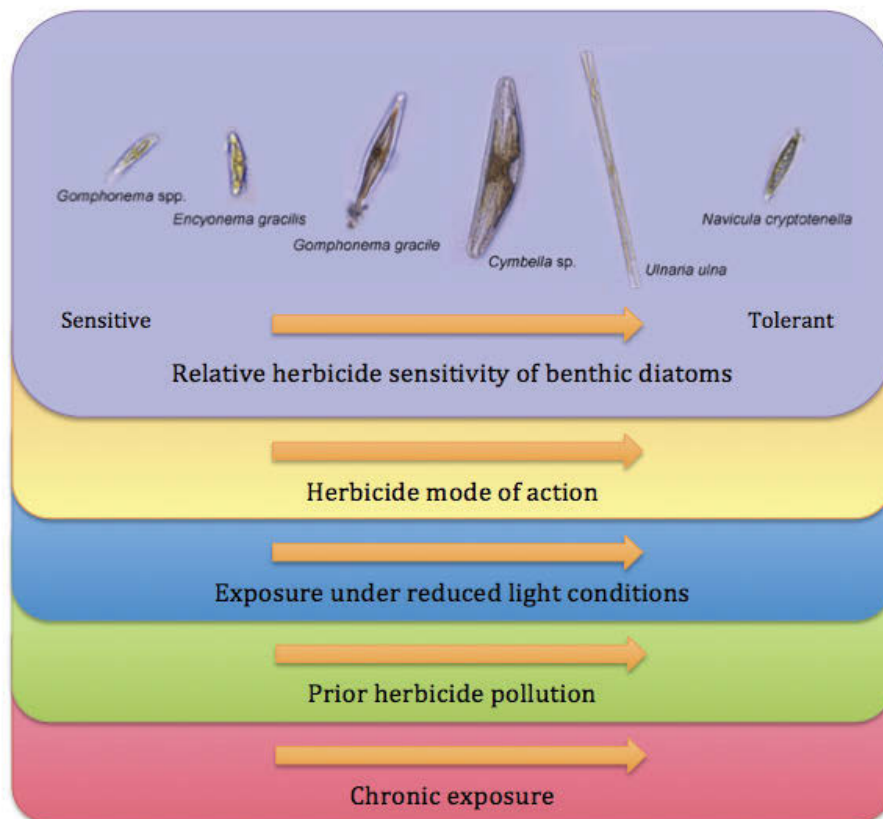 Gomphonema spp.
Encyonema gracilis
Gomphonema gracile
Cymbella sp.
Ulnaria ulna
Navicula cryptotenella
Sensitive
Tolerant
Relative herbicide sensitivity of benthic diatoms
Herbicide mode of action
Exposure under reduced light conditions
Prior herbicide pollution
Chronic exposure